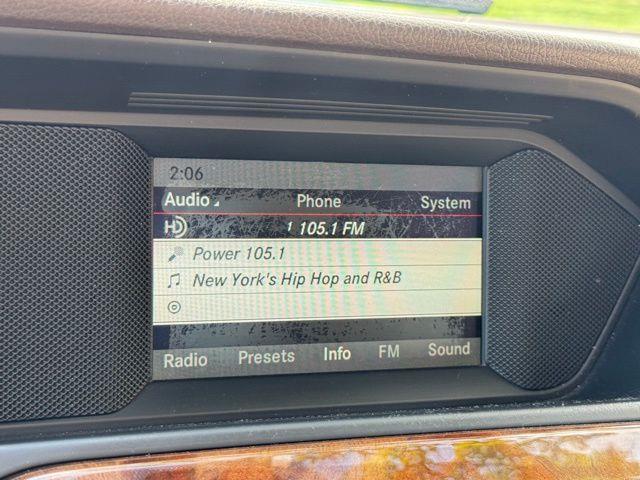 2:06
Audio Phone System
HD 1 105.1 FM
Power 105.1
New York's Hip Hop and R&B
Radio Presets Info FM Sound